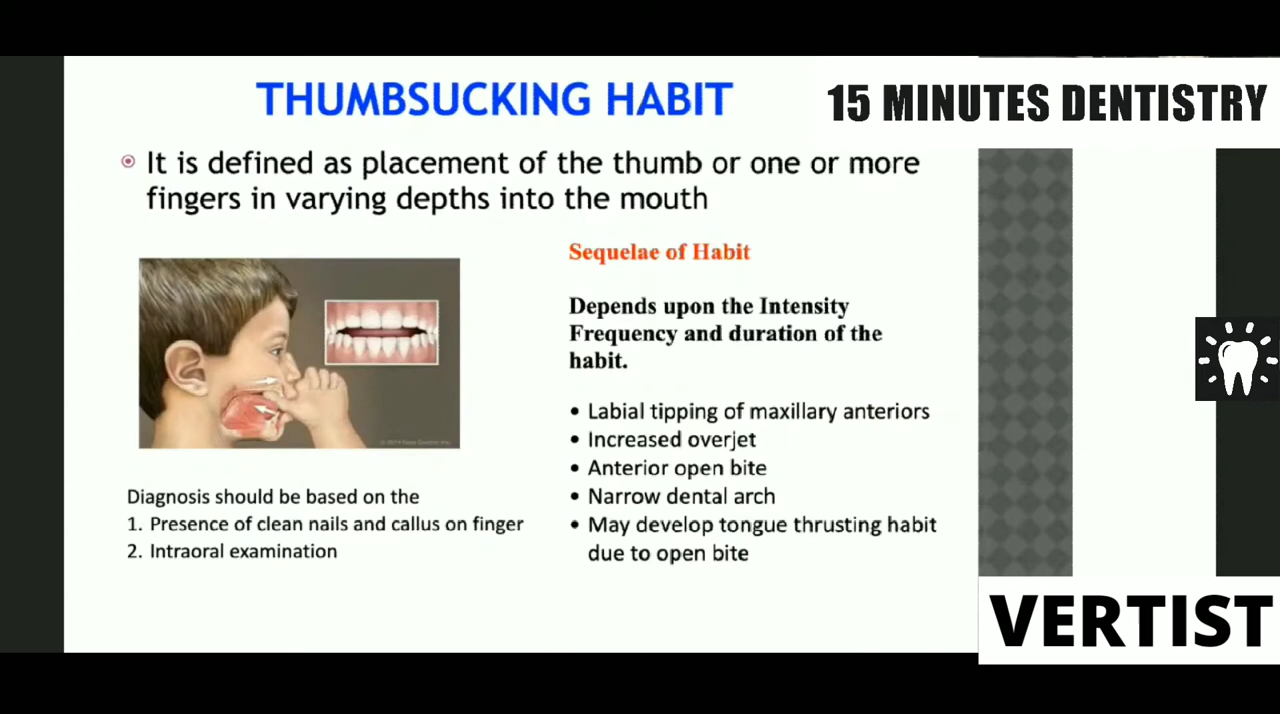 THUMBSUCKING HABIT
15 MINUTES DENTISTRY
It is defined as placement of the thumb or one or more
fingers in varying depths into the mouth
Sequelae of Habit
Depends upon the Intensity
Frequency and duration of the
habit.
• Labial tipping of maxillary anteriors
• Increased overjet
• Anterior open bite
• Narrow dental arch
• May develop tongue thrusting habit
due to open bite
Diagnosis should be based on the
1. Presence of clean nails and callus on finger
2. Intraoral examination
VERTIST